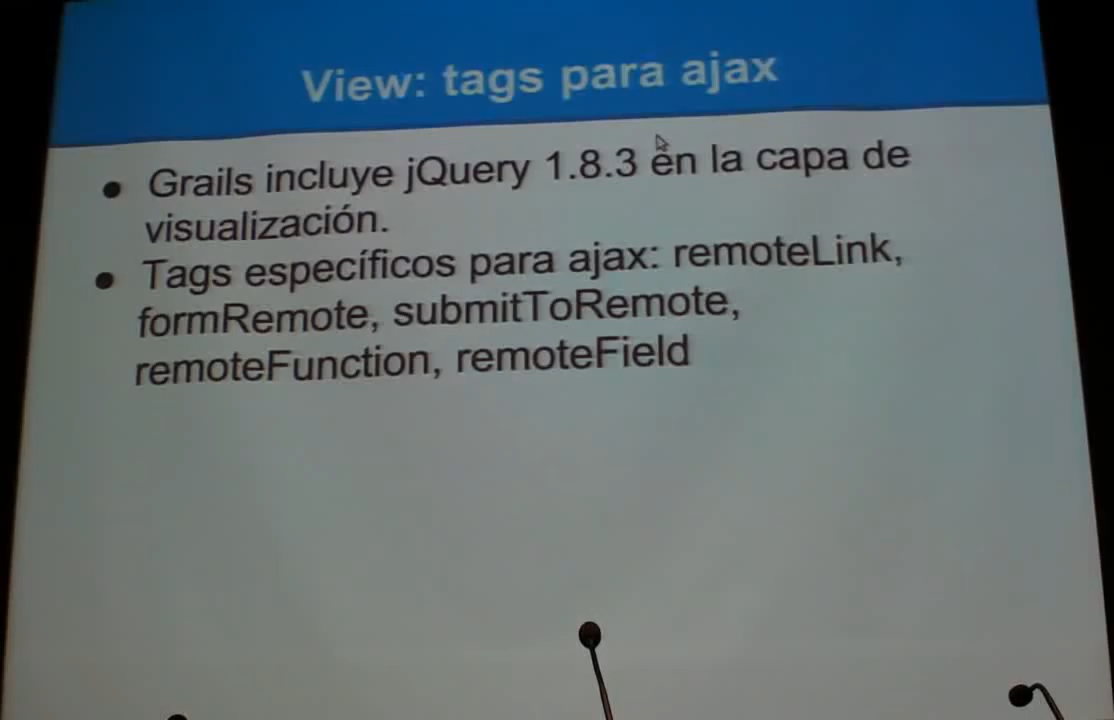 View: tags para ajax
● Grails incluye jQuery 1.8.3 en la capa de
visualización.
● Tags específicos para ajax: remoteLink,
formRemote, submitToRemote,
remoteFunction, remoteField